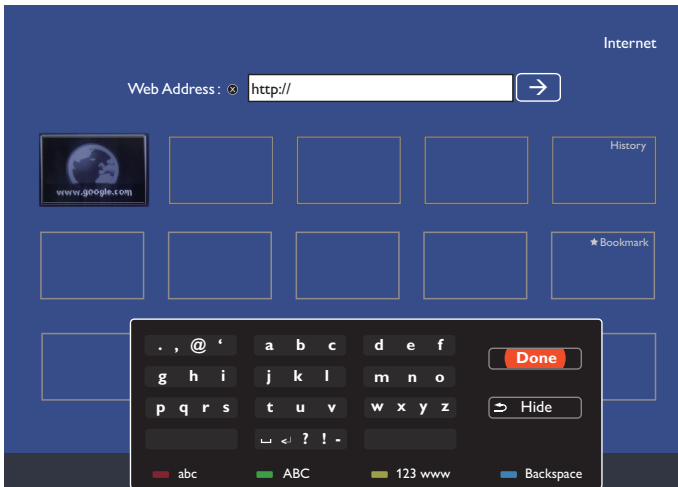 Internet
Web Address : ⓧ http:// →
www.google.com
History
★ Bookmark
. , @ ‘ a b c d e f
Done
g h i j k l m n o
p q r s t u v w x y z
Hide
␣ ↲ ? ! -
abc ABC 123 www Backspace